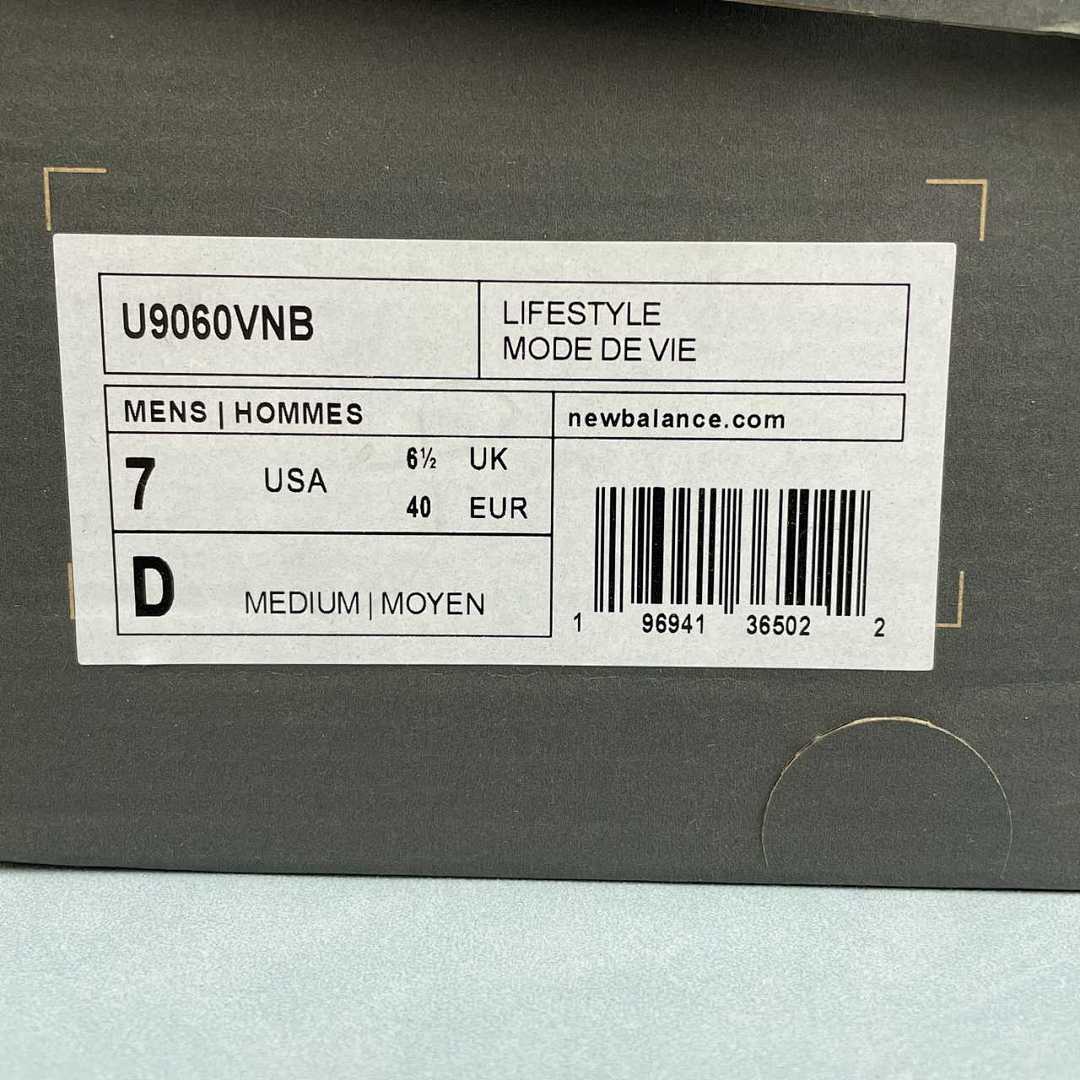 U9060VNB
LIFESTYLE
MODE DE VIE
MENS | HOMMES
newbalance.com
7 USA
6½ UK
40 EUR
D MEDIUM | MOYEN
1 96941 36502 2